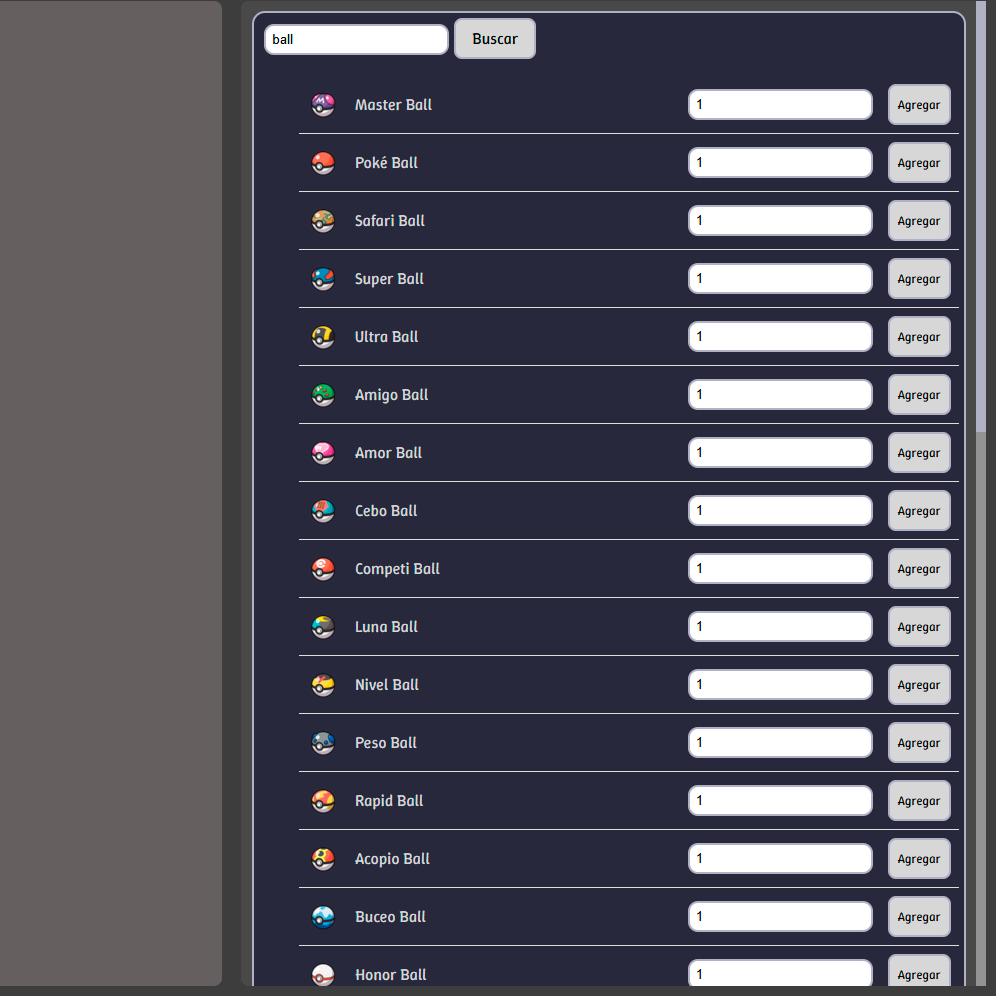 ball Buscar
Master Ball 1 Agregar
Poké Ball 1 Agregar
Safari Ball 1 Agregar
Super Ball 1 Agregar
Ultra Ball 1 Agregar
Amigo Ball 1 Agregar
Amor Ball 1 Agregar
Cebo Ball 1 Agregar
Competi Ball 1 Agregar
Luna Ball 1 Agregar
Nivel Ball 1 Agregar
Peso Ball 1 Agregar
Rapid Ball 1 Agregar
Acopio Ball 1 Agregar
Buceo Ball 1 Agregar
Honor Ball 1 Agregar